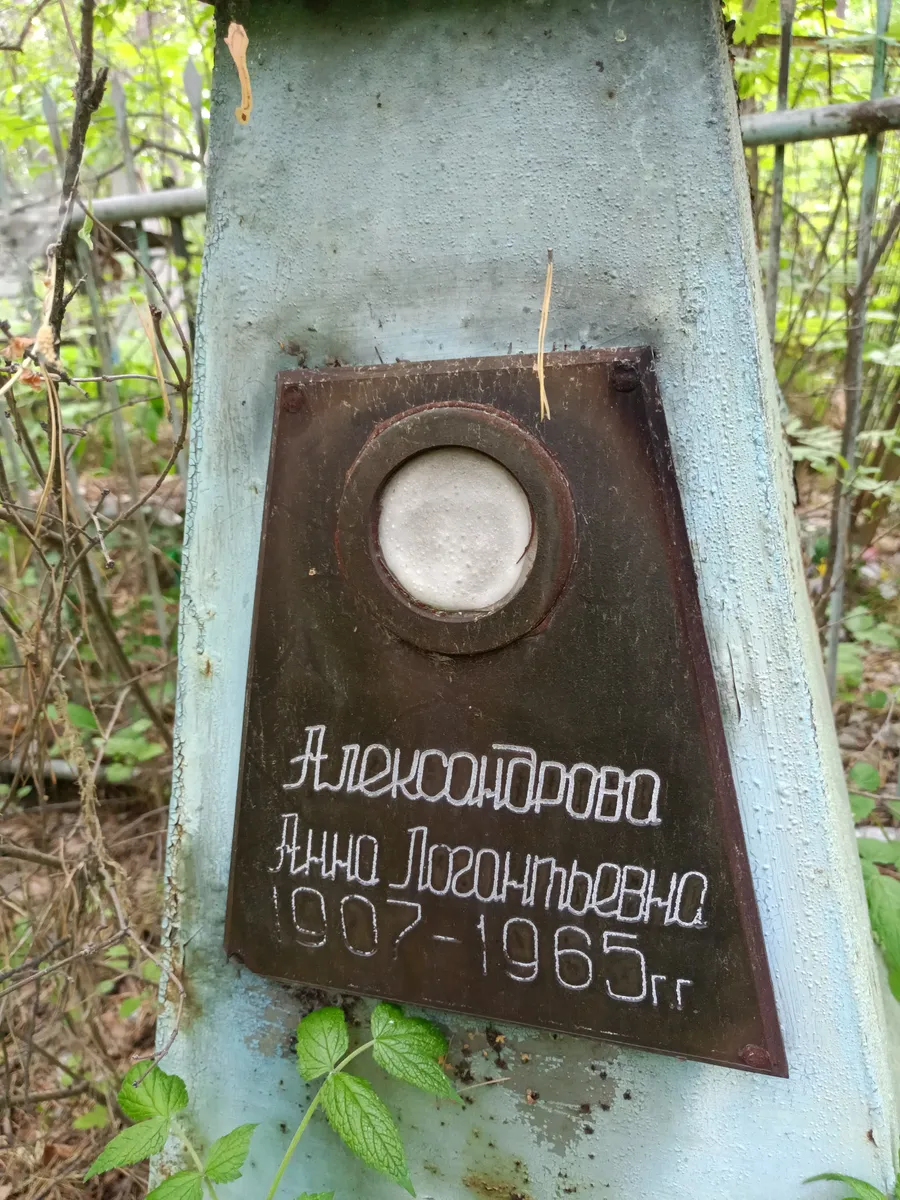 Александрова
Анна Логантьевна
1907-1965гг